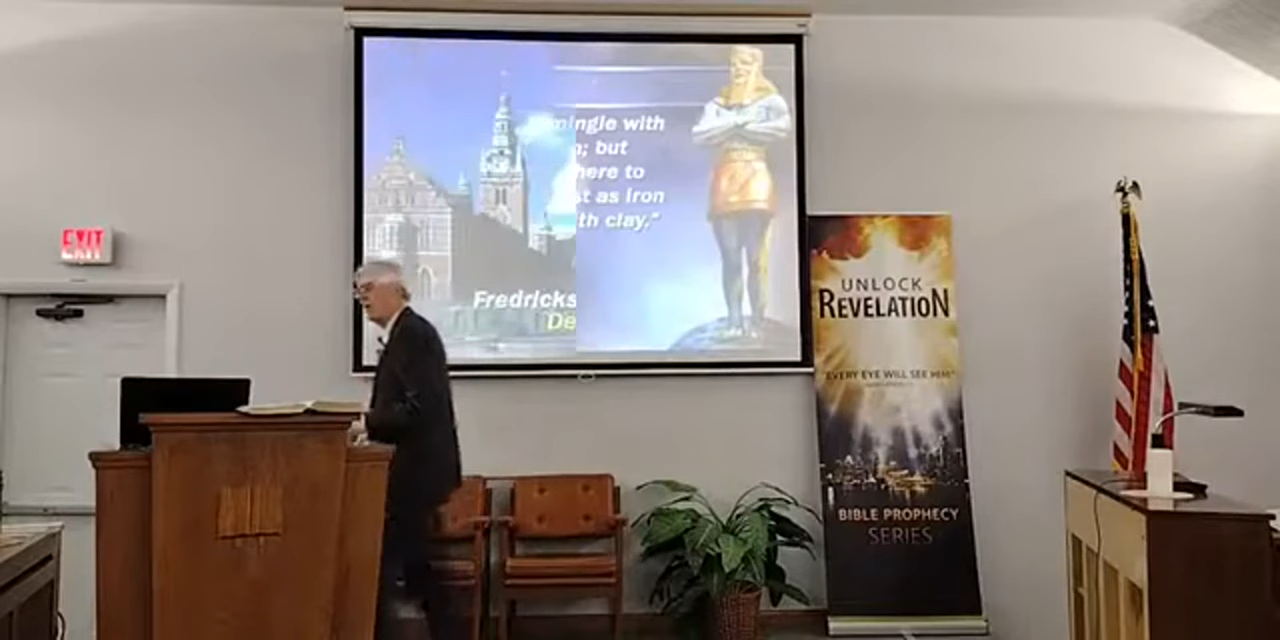 mingle with
but
here to
st as Iron
th clay."
Fredricks
De
EXIT
UNLOCK
REVELATION
"EVERY EYE WILL SEE HIM"
BIBLE PROPHECY
SERIES